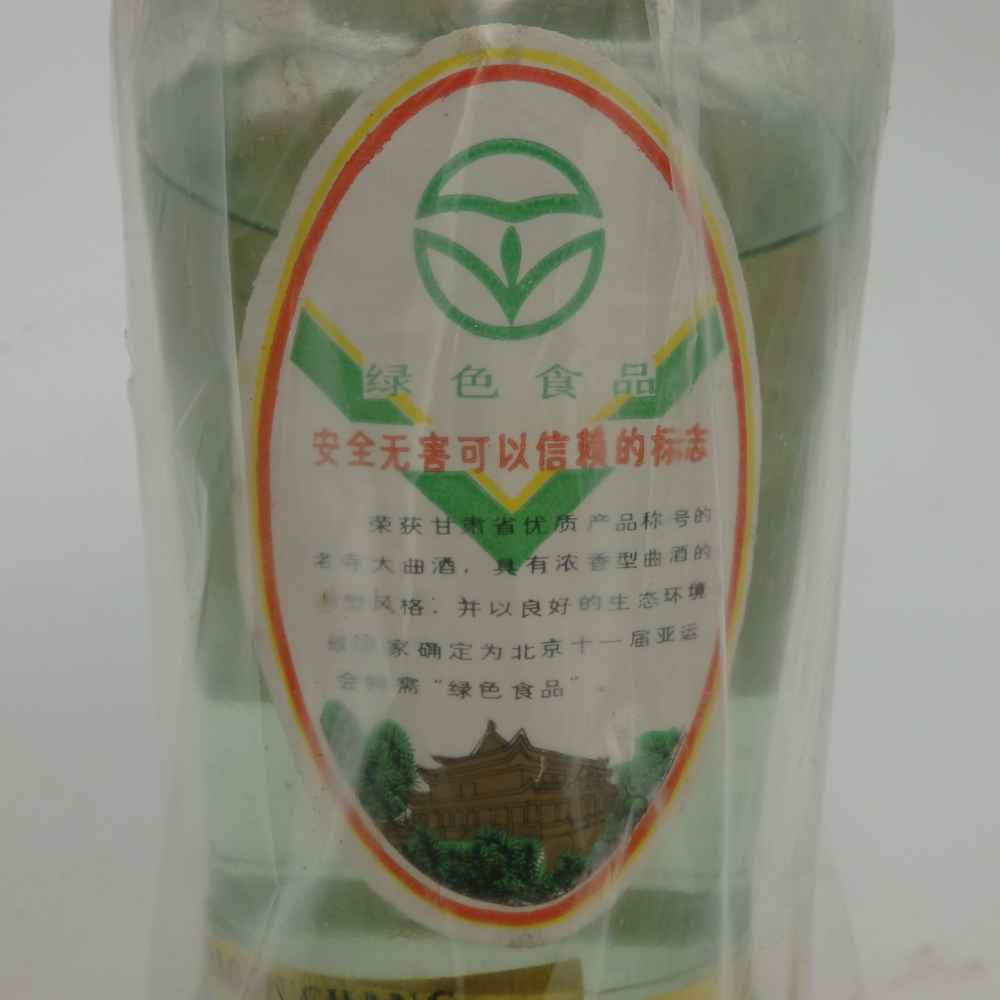 绿色食品
安全无害可以信赖的标志
荣获甘肃省优质产品称号的
大曲酒，具有浓香型曲酒的
风格．并以良好的生态环境
家确定为北京十一届亚运
会特需“绿色食品”。
CHANG